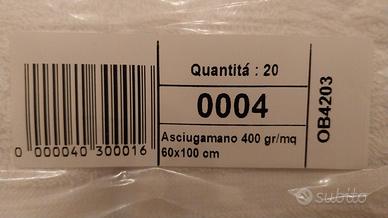 Quantitá : 20
0004
Asciugamano 400 gr/mq
60x100 cm
0 000040 300016
OB4203
subito